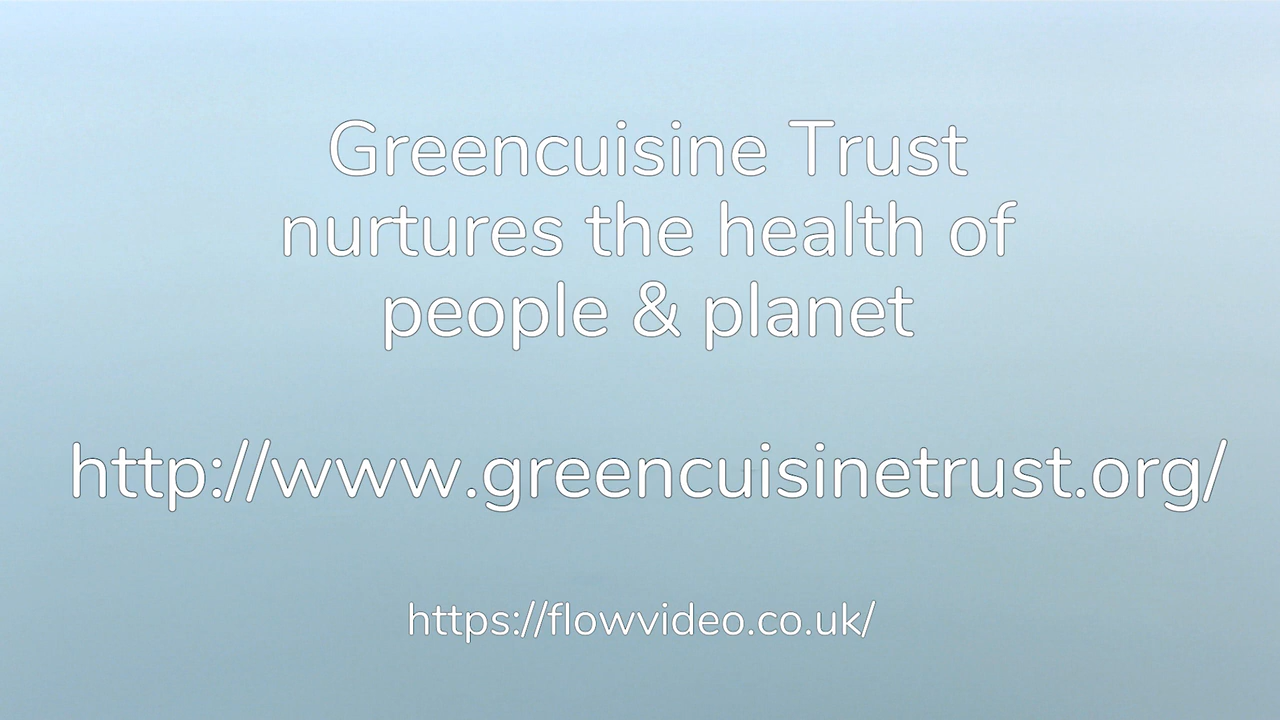 Greencuisine Trust
nurtures the health of
people & planet
http://www.greencuisinetrust.org/
https://flowvideo.co.uk/